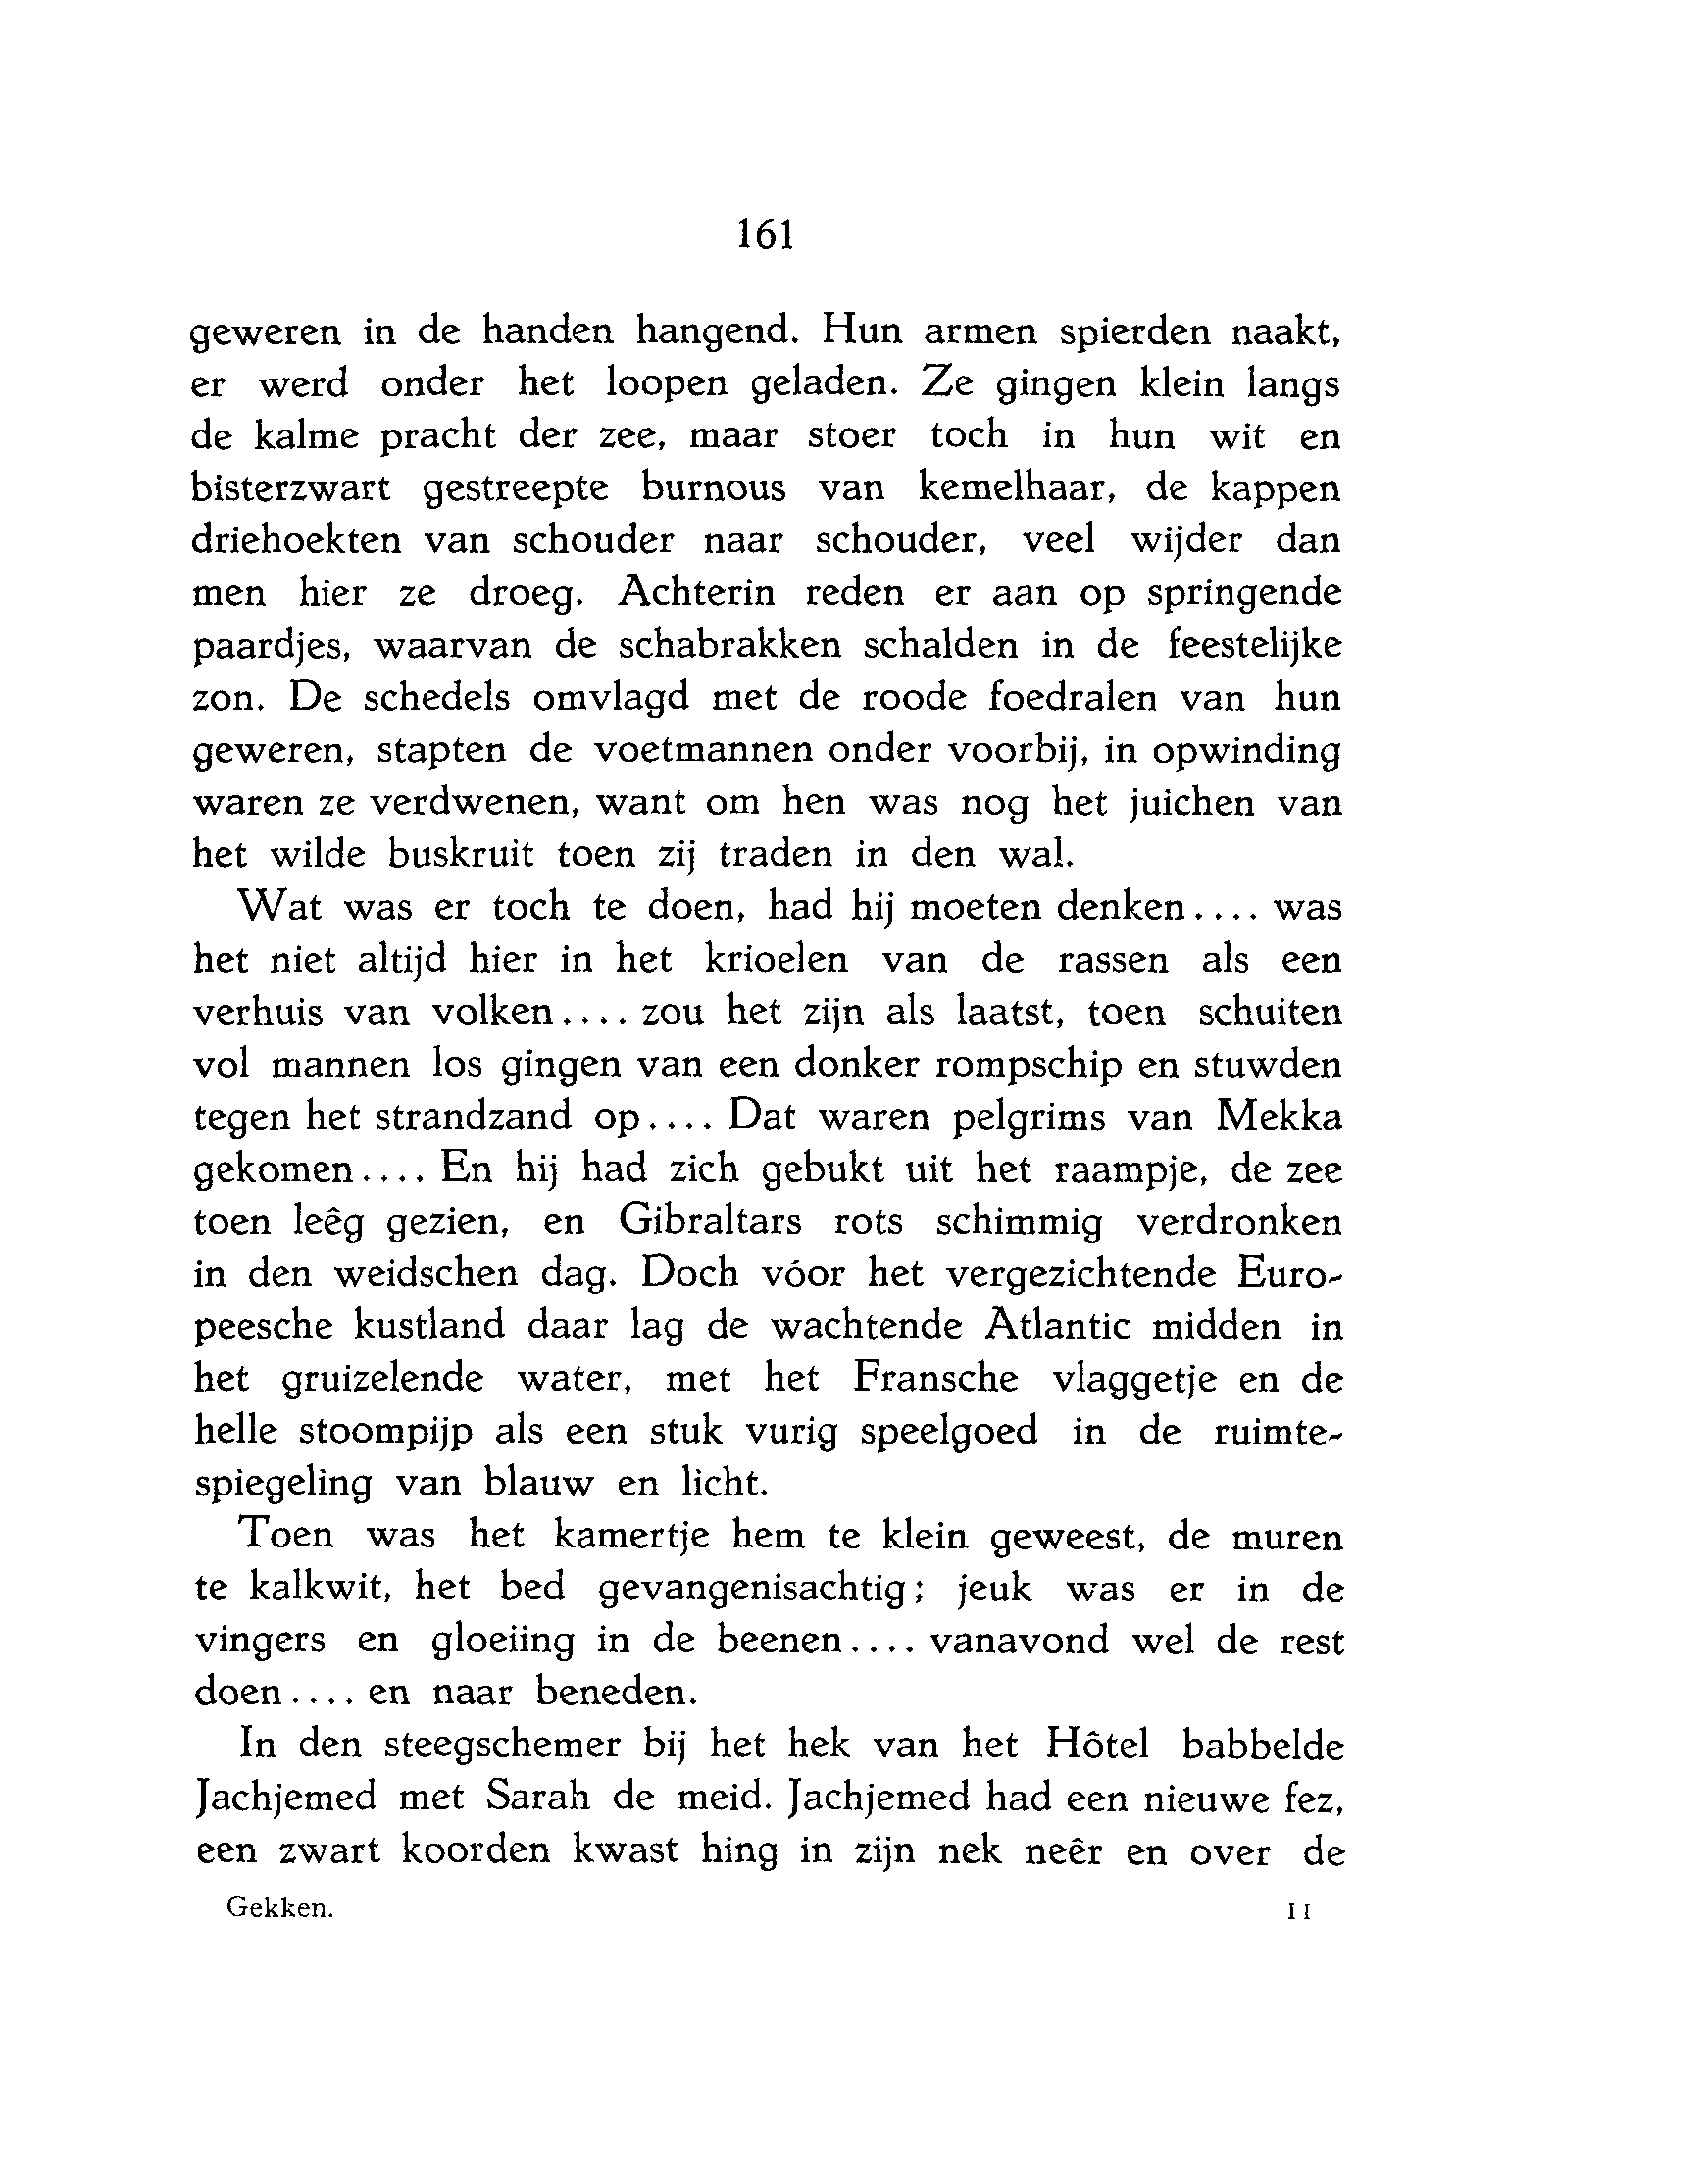 161
geweren in de handen hangend. Hun armen spierden naakt,
er werd onder het loopen geladen. Ze gingen klein langs
de kalme pracht der zee, maar stoer toch in hun wit en
bisterzwart gestreepte burnous van kemelhaar, de kappen
driehoekten van schouder naar schouder, veel wijder dan
men hier ze droeg. Achterin reden er aan op springende
paardjes, waarvan de schabrakken schalden in de feestelijke
zon. De schedels omvlagd met de roode foedralen van hun
geweren, stapten de voetmannen onder voorbij, in opwinding
waren ze verdwenen, want om hen was nog het juichen van
het wilde buskruit toen zij traden in den wal.
Wat was er toch te doen, had hij moeten denken.... was
het niet altijd hier in het krioelen van de rassen als een
verhuis van volken.... zou het zijn als laatst, toen schuiten
vol mannen los gingen van een donker rompschip en stuwden
tegen het strandzand op.... Dat waren pelgrims van Mekka
gekomen.... En hij had zich gebukt uit het raampje, de zee
toen leêg gezien, en Gibraltars rots schimmig verdronken
in den weidschen dag. Doch vóor het vergezichtende Euro-
peesche kustland daar lag de wachtende Atlantic midden in
het gruizelende water, met het Fransche vlaggetje en de
helle stoompijp als een stuk vurig speelgoed in de ruimte-
spiegeling van blauw en licht.
Toen was het kamertje hem te klein geweest, de muren
te kalkwit, het bed gevangenisachtig; jeuk was er in de
vingers en gloeiing in de beenen.... vanavond wel de rest
doen.... en naar beneden.
In den steegschemer bij het hek van het Hôtel babbelde
Jachjemed met Sarah de meid. Jachjemed had een nieuwe fez,
een zwart koorden kwast hing in zijn nek neêr en over de
Gekken. 11